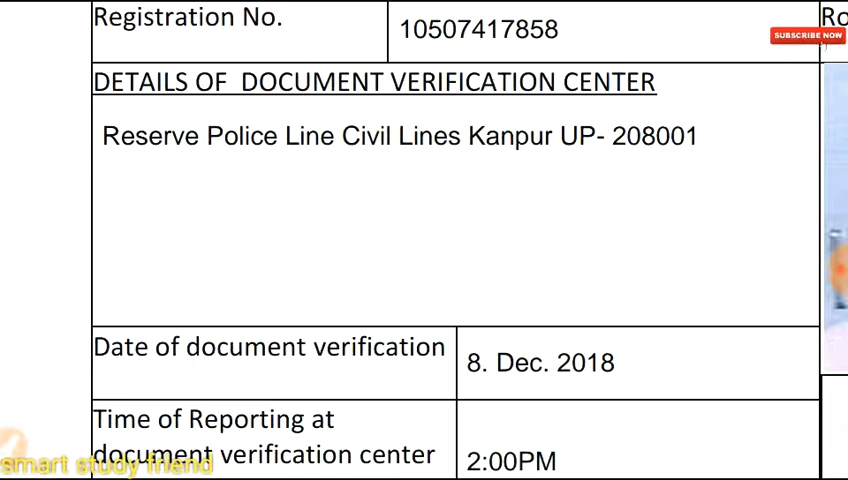 Registration No.
10507417858
Ro
SUBSCRIBE NOW
DETAILS OF DOCUMENT VERIFICATION CENTER
Reserve Police Line Civil Lines Kanpur UP- 208001
Date of document verification
8. Dec. 2018
Time of Reporting at
document verification center
2:00PM
smart study friend